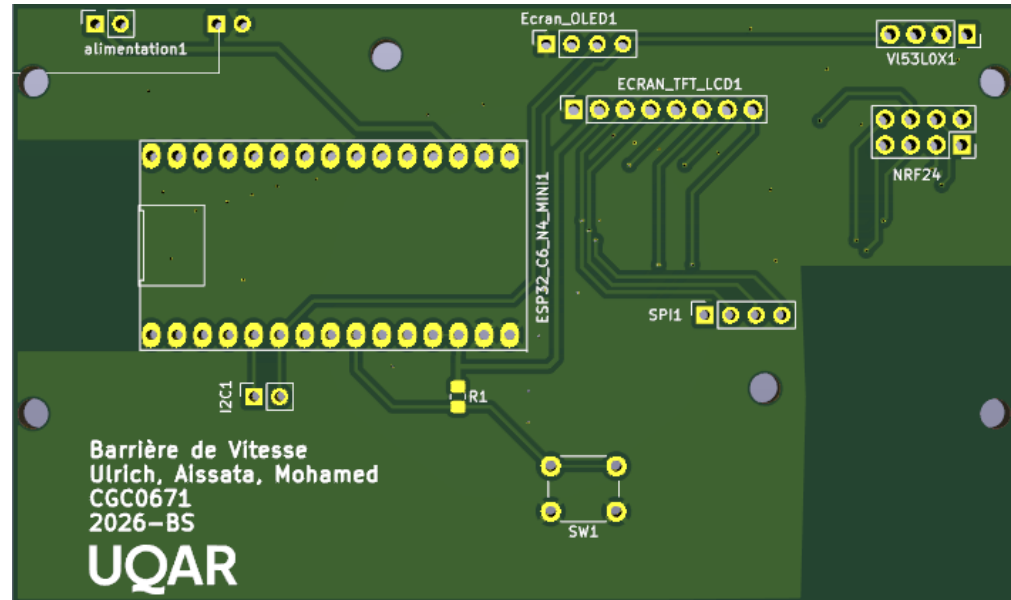 Ecran_OLED1
alimentation1
Vl53L0X1
ECRAN_TFT_LCD1
NRF24
ESP32_C6_N4_MINI1
SPI1
I2C1
R1
Barrière de Vitesse
Ulrich, Aissata, Mohamed
CGC0671
2026-BS
SW1
UQAR